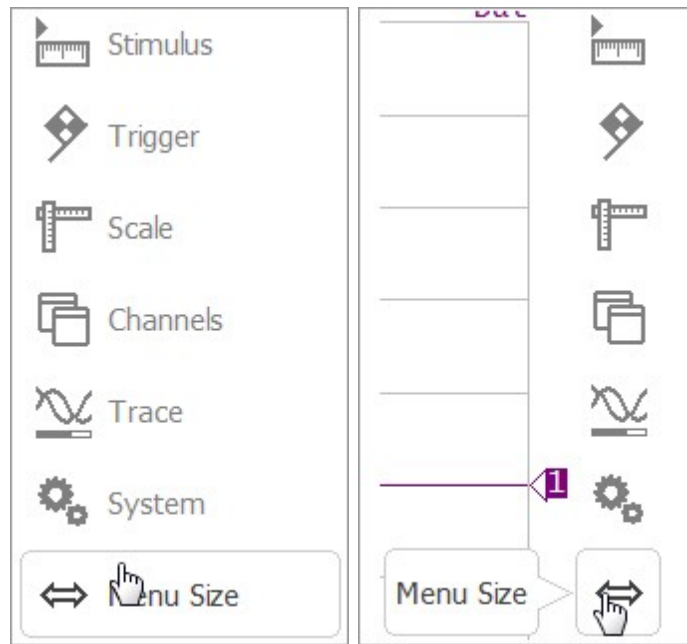 Stimulus
Trigger
Scale
Channels
Trace
System
Menu Size
1
Menu Size